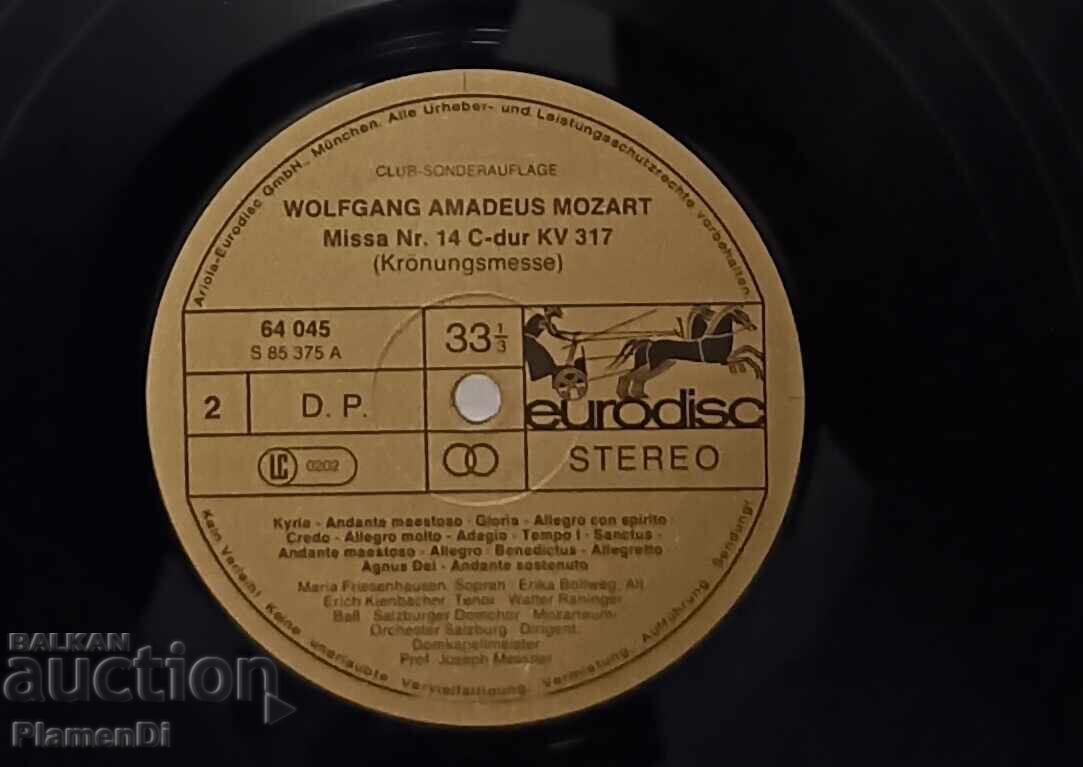 Ariola-Eurodisc GmbH., München. Alle Urheber- und Leistungsschutzrechte vorbehalten.
CLUB-SONDERAUFLAGE
WOLFGANG AMADEUS MOZART
Missa Nr. 14 C-dur KV 317
(Krönungsmesse)
64 045
S 85 375 A
33 1/3
2
D. P.
eurodisc
LC 0202
STEREO
Kyrie - Andante maestoso · Gloria - Allegro con spirito
Credo - Allegro molto - Adagio - Tempo I · Sanctus -
Andante maestoso - Allegro · Benedictus - Allegretto
Agnus Dei - Andante sostenuto
Maria Friesenhausen, Sopran · Erika Bollweg, Alt
Erich Kienbacher, Tenor · Walter Raninger
Baß · Salzburger Domchor · Mozarteum-
Orchester Salzburg · Dirigent:
Domkapellmeister
Prof. Joseph Messner
Kein Verleih! Keine unerlaubte Vervielfältigung, Vermietung, Aufführung, Sendung!
BALKAN
auction
PlamenDi